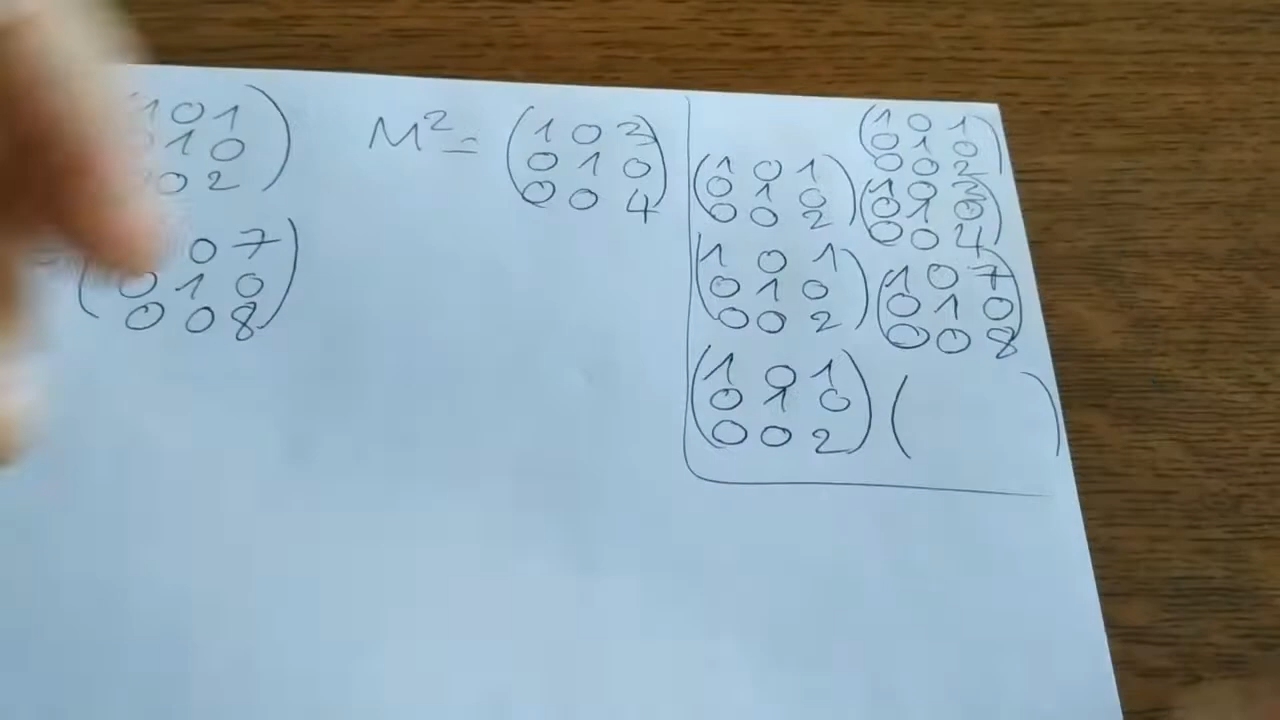 1 0 1
1 0
0 2
M² = (1 0 2
0 1 0
0 0 4)
0 7
0 1 0
0 0 8
(1 0 1
0 1 0
0 0 2)
(1 0 1
0 1 0
0 0 2)
0 1 0
0 0 4
(1 0 1
0 1 0
0 0 2)
(1 0 7
0 1 0
0 0 8)
(1 0 1
0 1 0
0 0 2)
( )